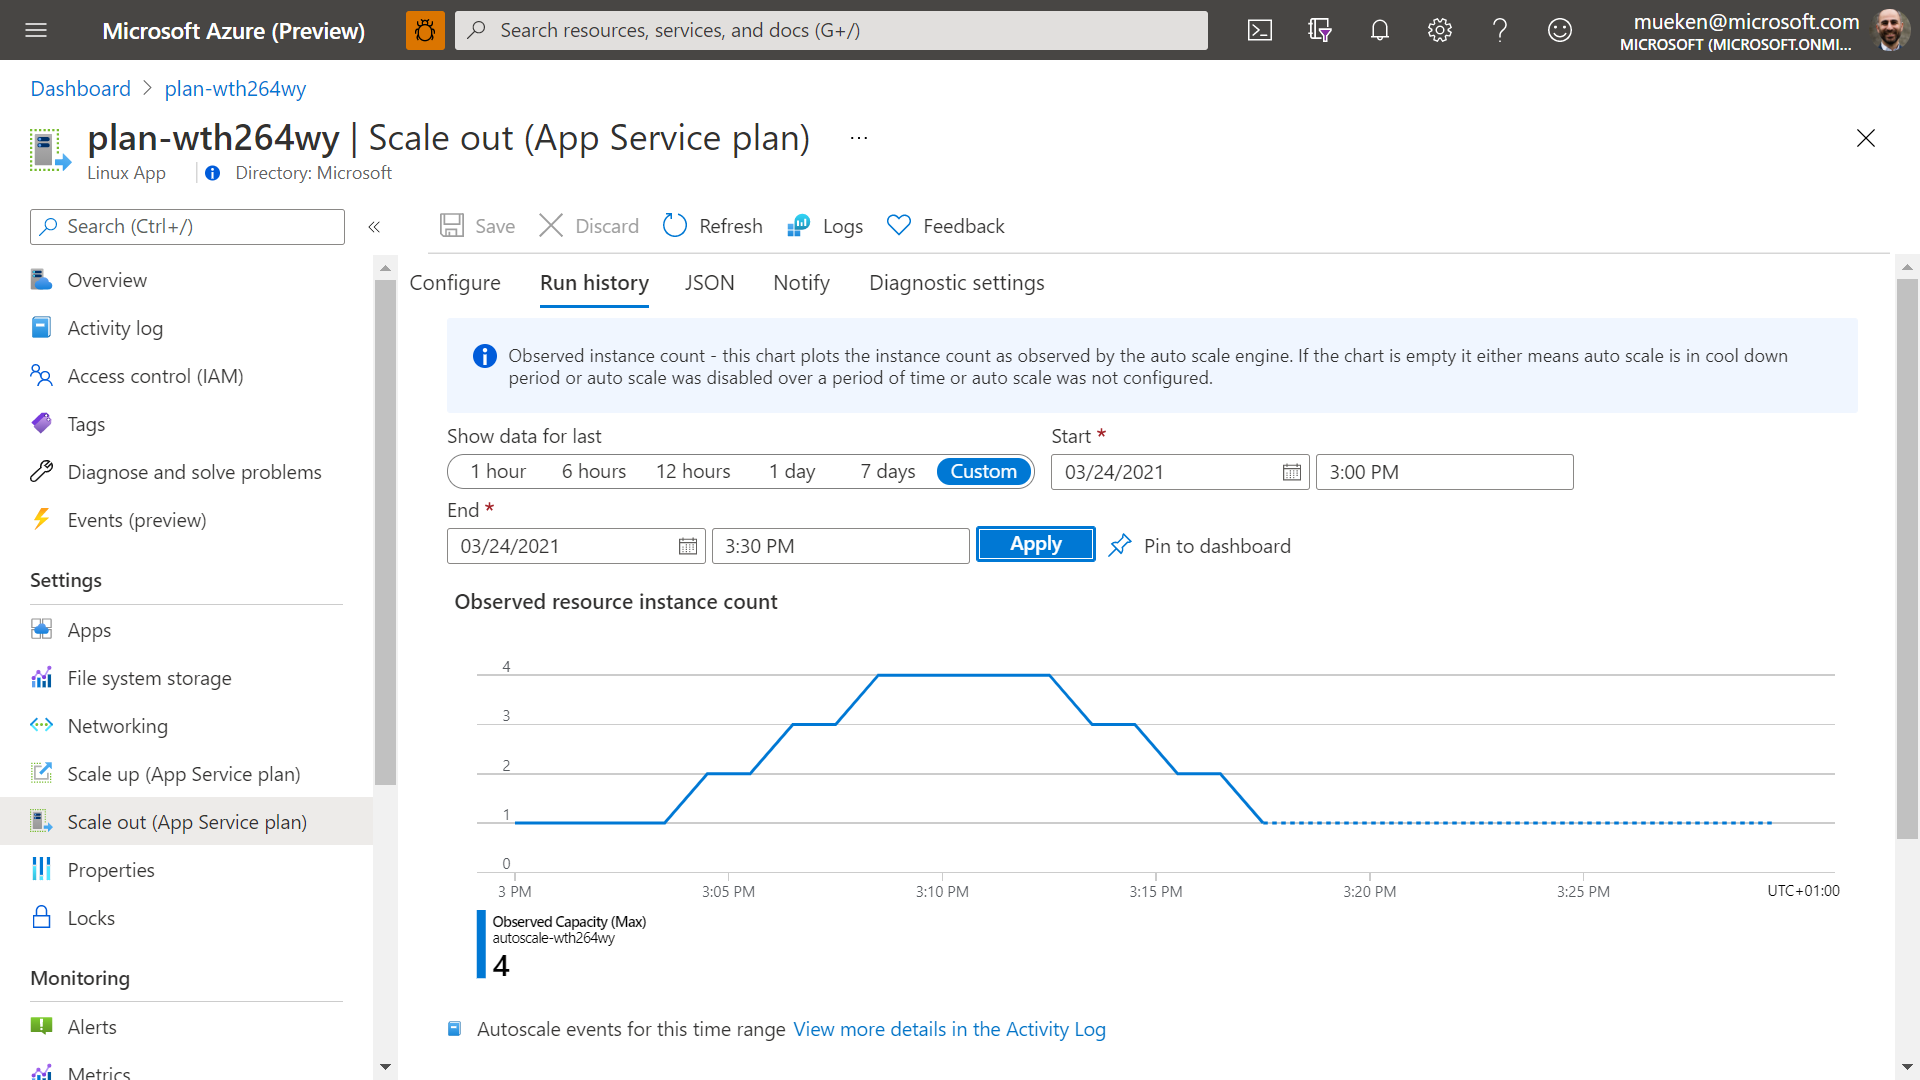 Microsoft Azure (Preview)
Search resources, services, and docs (G+/)
mueken@microsoft.com
MICROSOFT (MICROSOFT.ONMI...
Dashboard > plan-wth264wy
plan-wth264wy | Scale out (App Service plan) ...
Linux App
Directory: Microsoft
Search (Ctrl+/)
«
Save
Discard
Refresh
Logs
Feedback
Overview
Activity log
Access control (IAM)
Tags
Diagnose and solve problems
Events (preview)
Settings
Apps
File system storage
Networking
Scale up (App Service plan)
Scale out (App Service plan)
Properties
Locks
Monitoring
Alerts
Metrics
Configure
Run history
JSON
Notify
Diagnostic settings
Observed instance count - this chart plots the instance count as observed by the auto scale engine. If the chart is empty it either means auto scale is in cool down
period or auto scale was disabled over a period of time or auto scale was not configured.
Show data for last
1 hour
6 hours
12 hours
1 day
7 days
Custom
Start *
03/24/2021
3:00 PM
End *
03/24/2021
3:30 PM
Apply
Pin to dashboard
Observed resource instance count
4
3
2
1
0
3 PM
3:05 PM
3:10 PM
3:15 PM
3:20 PM
3:25 PM
UTC+01:00
Observed Capacity (Max)
autoscale-wth264wy
4
Autoscale events for this time range View more details in the Activity Log